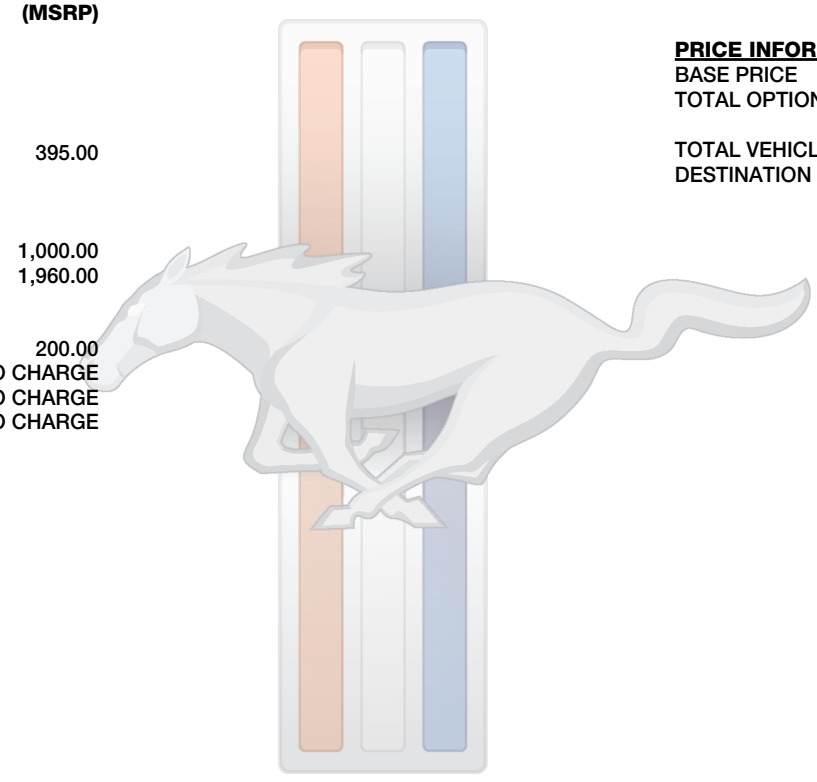 (MSRP)
395.00
1,000.00
1,960.00
200.00
O CHARGE
O CHARGE
O CHARGE
PRICE INFOR
BASE PRICE
TOTAL OPTION
TOTAL VEHICL
DESTINATION